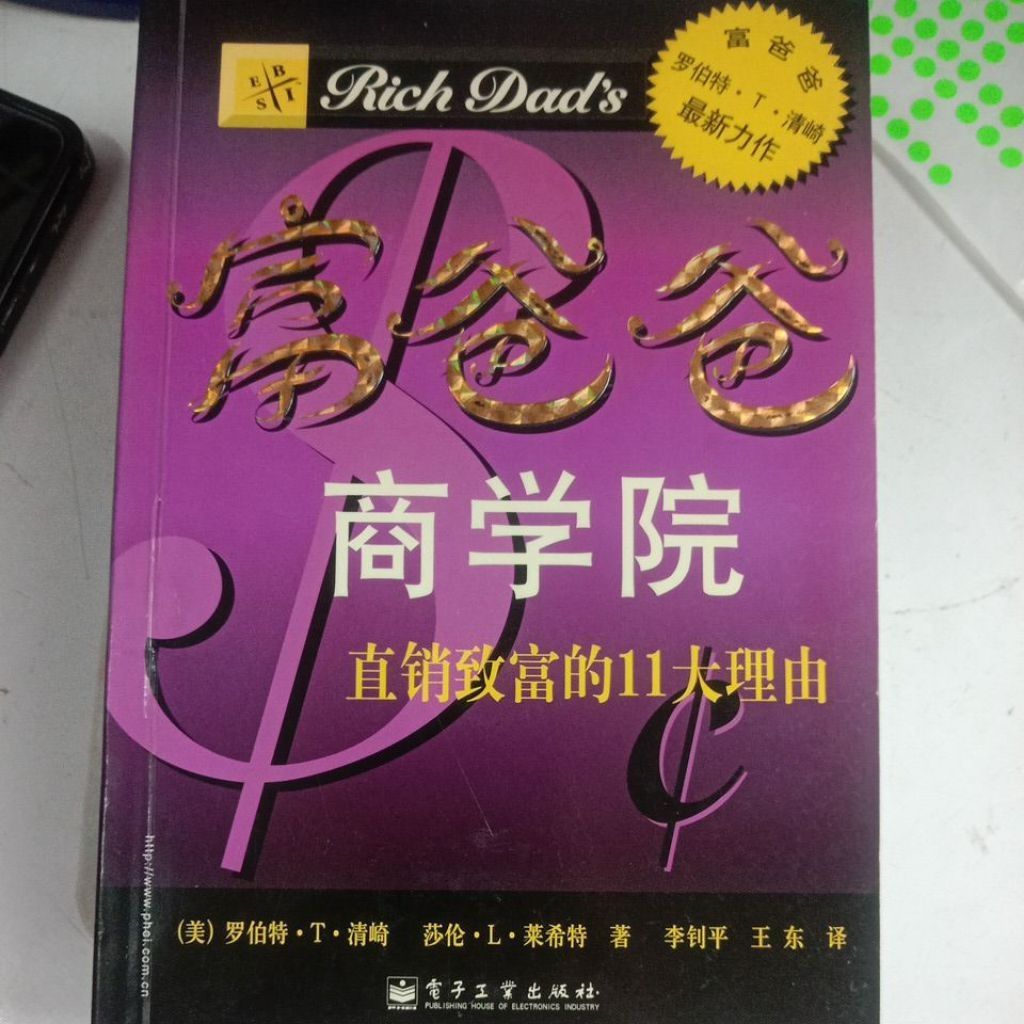 E B
S I
Rich Dad's
富爸爸
罗伯特·T·清崎
最新力作
富爸爸
商学院
直销致富的11大理由
http://www.phei.com.cn
(美) 罗伯特·T·清崎 莎伦·L·莱希特 著 李钊平 王东 译
電子工業出版社·
PUBLISHING HOUSE OF ELECTRONICS INDUSTRY